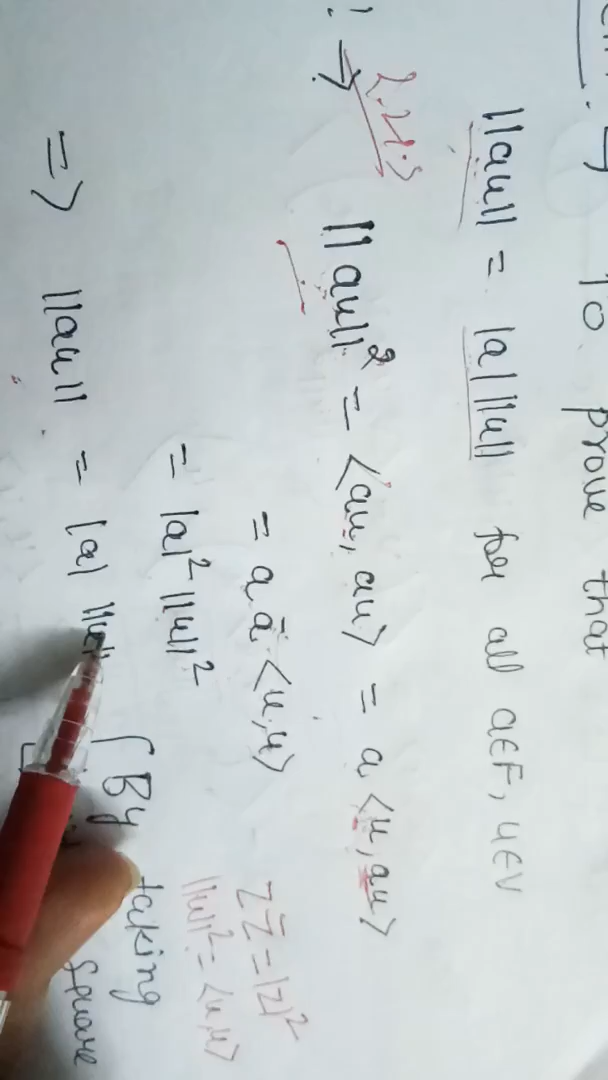 To prove that
||au|| = |a| ||u|| for all a∈F, u∈V
L.H.S
||au||² = <au, au> = a <u, au>
= a ā <u, u> z z̄ = |z|²
= |a|² ||u||² ||u||² = <u, u>
=> ||au|| = |a| ||u|| [By taking
square